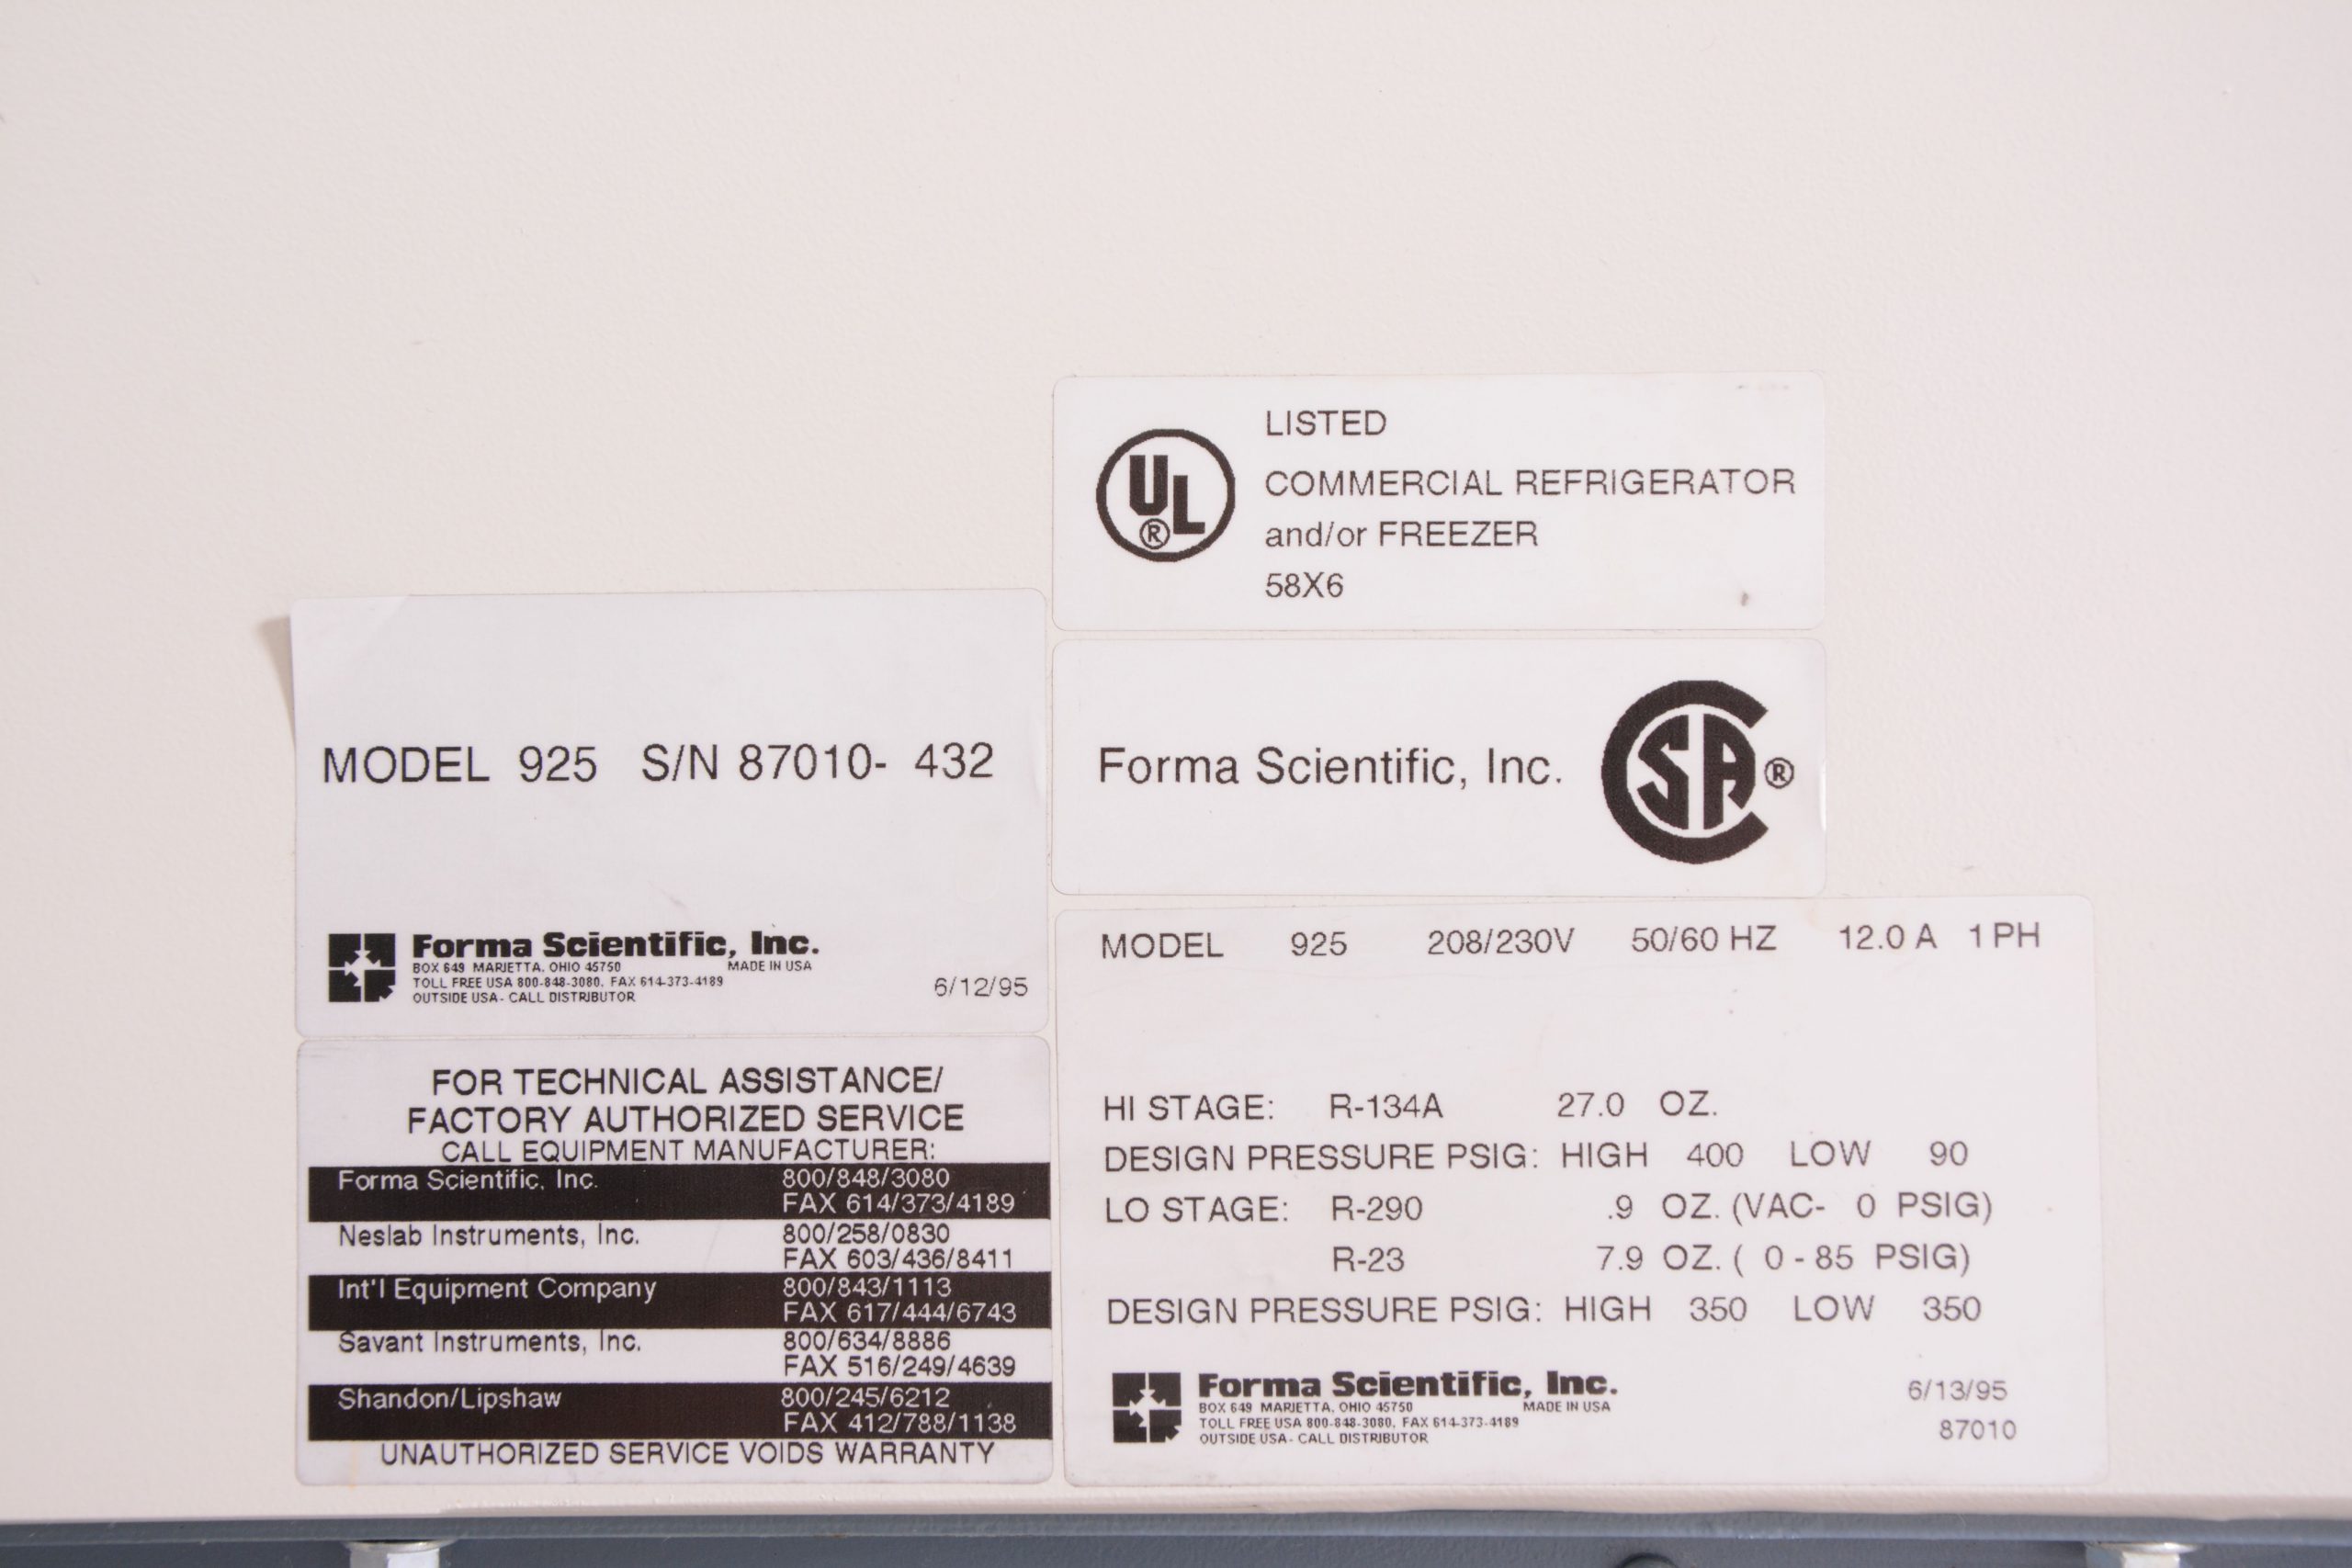 UL®
LISTED
COMMERCIAL REFRIGERATOR
and/or FREEZER
58X6
MODEL 925 S/N 87010- 432
Forma Scientific, Inc.
BOX 649 MARIETTA, OHIO 45750 MADE IN USA
TOLL FREE USA 800-848-3080, FAX 614-373-4189
OUTSIDE USA- CALL DISTRIBUTOR
6/12/95
Forma Scientific, Inc. CSA®
FOR TECHNICAL ASSISTANCE/
FACTORY AUTHORIZED SERVICE
CALL EQUIPMENT MANUFACTURER:
Forma Scientific, Inc. 800/848/3080
FAX 614/373/4189
Neslab Instruments, Inc. 800/258/0830
FAX 603/436/8411
Int'l Equipment Company 800/843/1113
FAX 617/444/6743
Savant Instruments, Inc. 800/634/8886
FAX 516/249/4639
Shandon/Lipshaw 800/245/6212
FAX 412/788/1138
UNAUTHORIZED SERVICE VOIDS WARRANTY
MODEL 925 208/230V 50/60 HZ 12.0 A 1 PH
HI STAGE: R-134A 27.0 OZ.
DESIGN PRESSURE PSIG: HIGH 400 LOW 90
LO STAGE: R-290 .9 OZ. (VAC- 0 PSIG)
R-23 7.9 OZ. ( 0 - 85 PSIG)
DESIGN PRESSURE PSIG: HIGH 350 LOW 350
Forma Scientific, Inc.
BOX 649 MARIETTA, OHIO 45750 MADE IN USA
TOLL FREE USA 800-848-3080, FAX 614-373-4189
OUTSIDE USA- CALL DISTRIBUTOR
6/13/95
87010